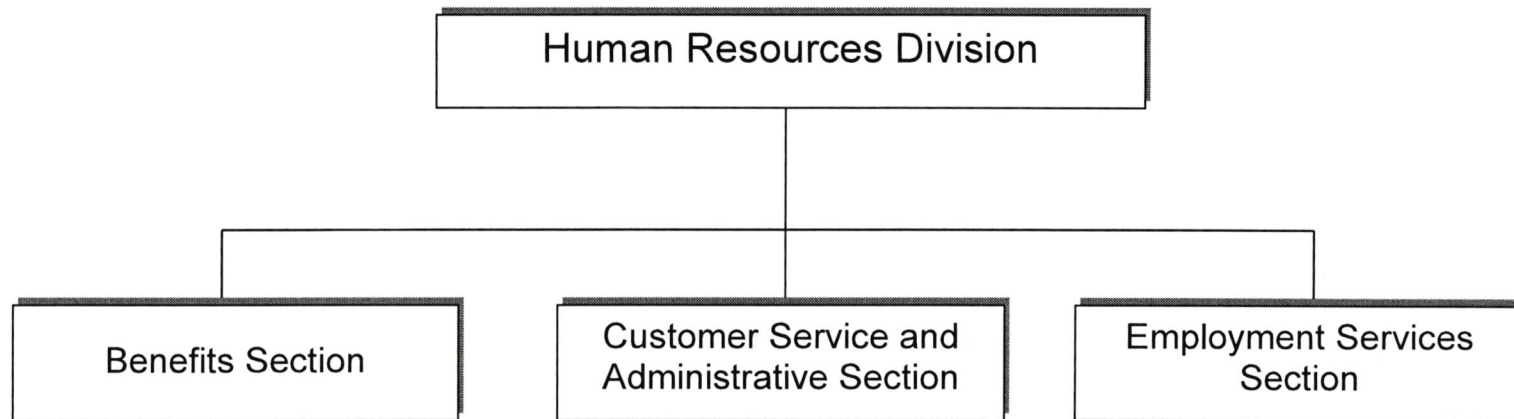 Human Resources Division
Benefits Section
Customer Service and
Administrative Section
Employment Services
Section